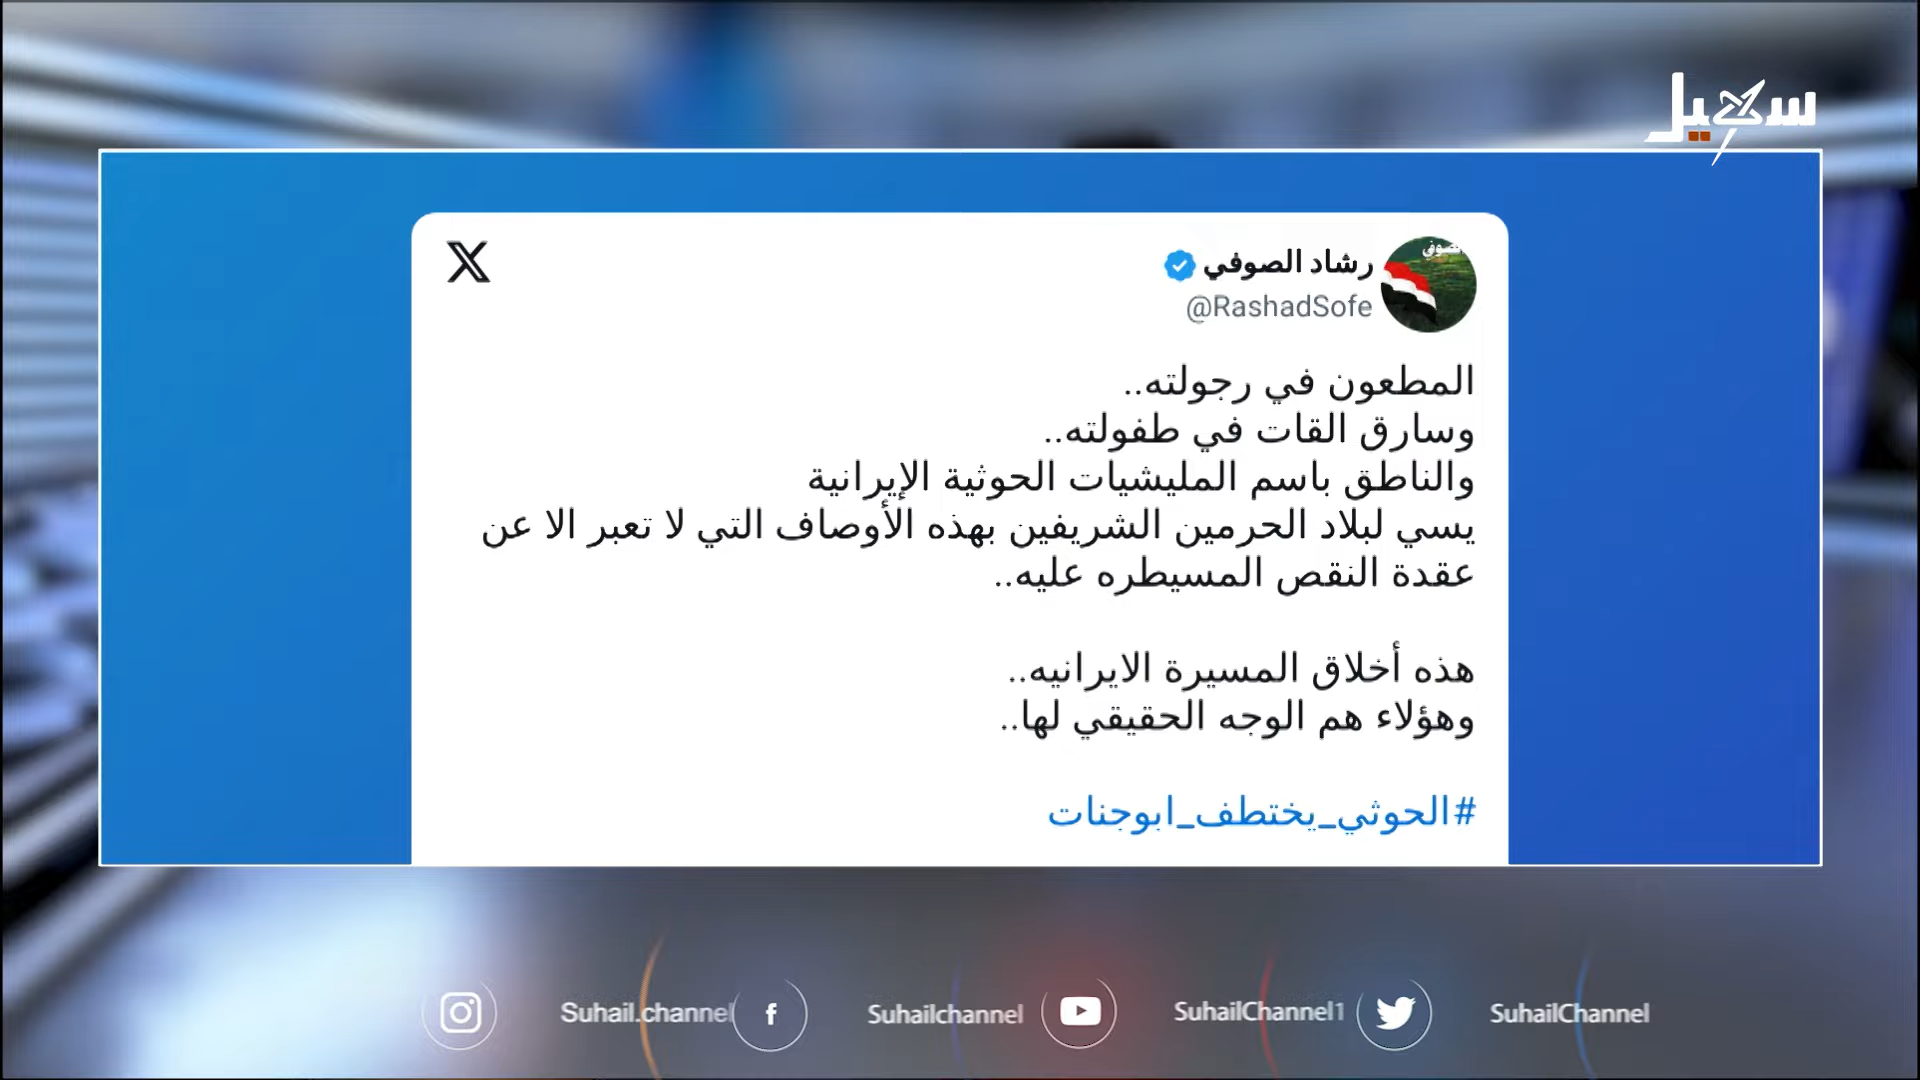 سهيل
رشاد الصوفي
@RashadSofe
المطعون في رجولته..
وسارق القات في طفولته..
والناطق باسم المليشيات الحوثية الإيرانية
يسي لبلاد الحرمين الشريفين بهذه الأوصاف التي لا تعبر الا عن
عقدة النقص المسيطره عليه..
هذه أخلاق المسيرة الايرانيه..
وهؤلاء هم الوجه الحقيقي لها..
#الحوثي_يختطف_ابوجنات
Suhail.channel
Suhailchannel
SuhailChannel1
SuhailChannel